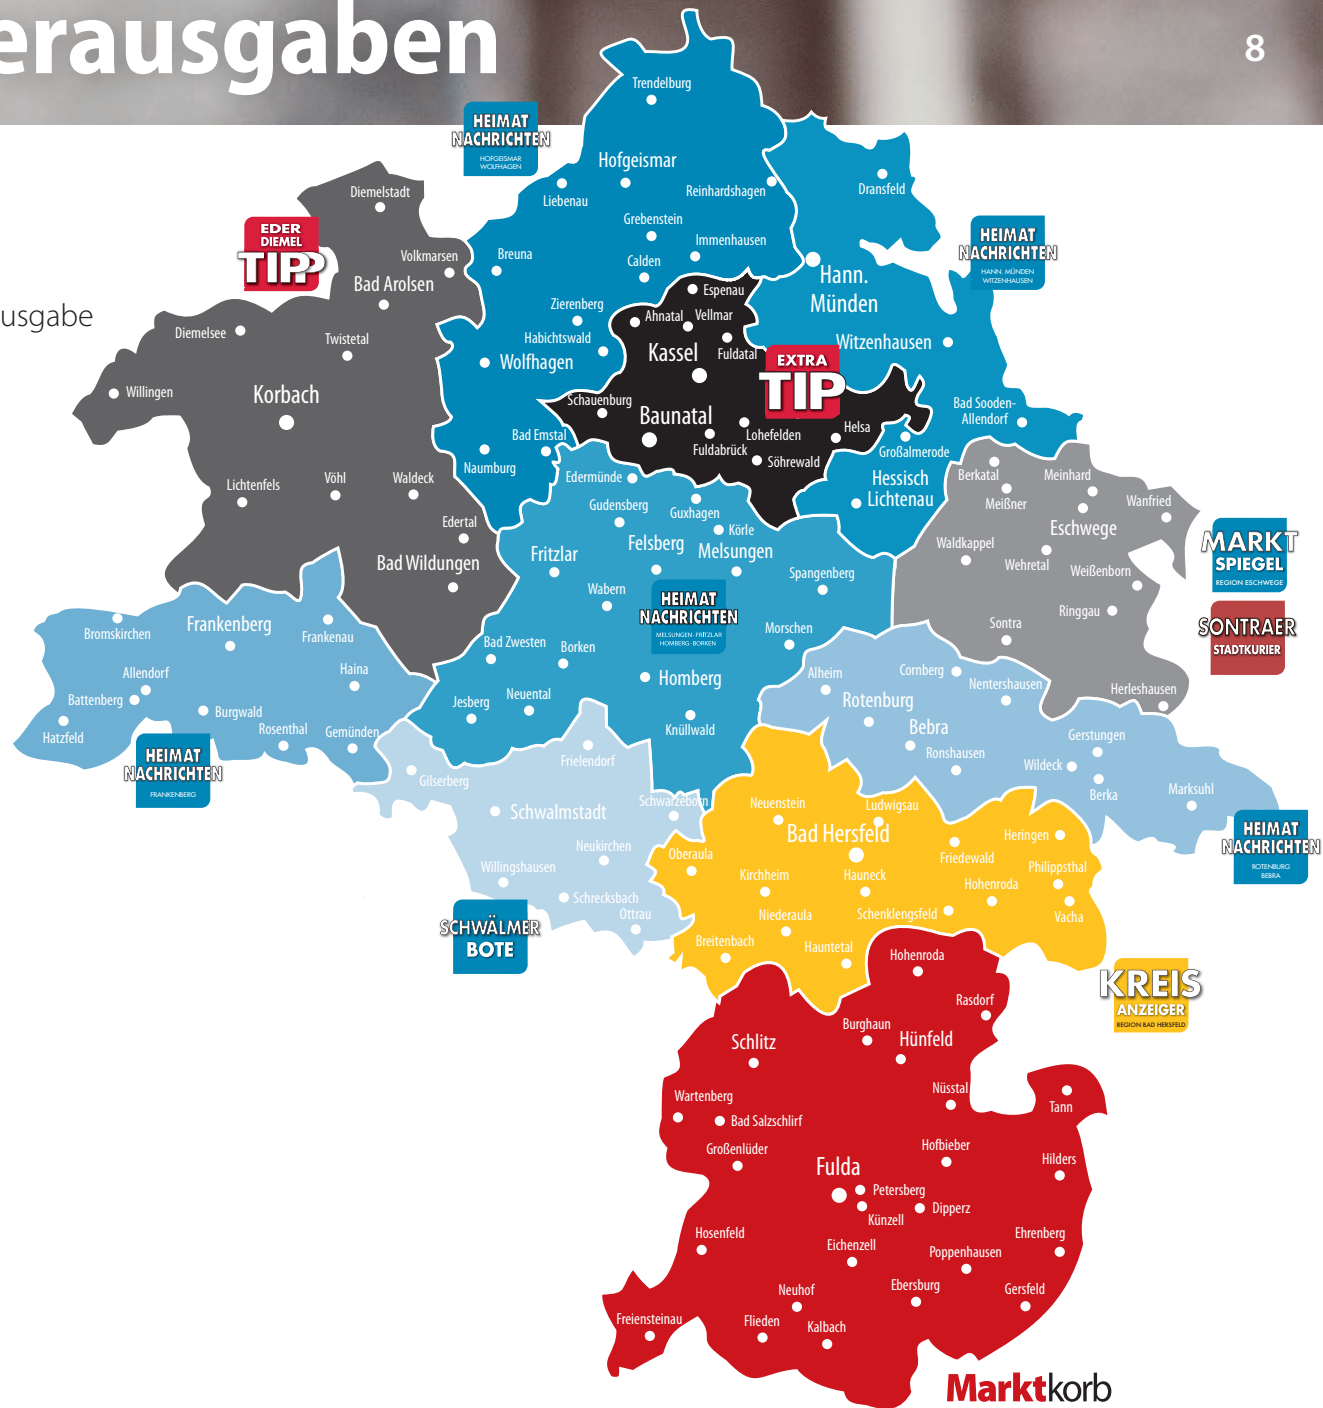 erausgaben
8
usgabe
HEIMAT
NACHRICHTEN
HOFGEISMAR
WOLFHAGEN
Trendelburg
Hofgeismar
Liebenau
Reinhardshagen
Grebenstein
Immenhausen
Calden
Breuna
Zierenberg
Habichtswald
Wolfhagen
Bad Emstal
Naumburg
Dransfeld
HEIMAT
NACHRICHTEN
HANN. MÜNDEN
WITZENHAUSEN
Hann.
Münden
Witzenhausen
Bad Sooden-
Allendorf
Großalmerode
Hessisch
Lichtenau
EDER
DIEMEL
TIPP
Diemelstadt
Volkmarsen
Bad Arolsen
Diemelsee
Twistetal
Willingen
Korbach
Lichtenfels
Vöhl
Waldeck
Edertal
Bad Wildungen
EXTRA
TIP
Espenau
Ahnatal
Vellmar
Kassel
Fuldatal
Schauenburg
Baunatal
Lohefelden
Helsa
Fuldabrück
Söhrewald
Edermünde
Gudensberg
Guxhagen
Körle
Felsberg
Melsungen
Fritzlar
Wabern
Spangenberg
HEIMAT
NACHRICHTEN
MELSUNGEN·FRITZLAR
HOMBERG·BORKEN
Morschen
Bad Zwesten
Borken
Homberg
Jesberg
Neuental
Knüllwald
Berkatal
Meinhard
Meißner
Wanfried
Eschwege
Waldkappel
Wehretal
Weißenborn
Ringgau
Sontra
Herleshausen
MARKT
SPIEGEL
REGION ESCHWEGE
SONTRAER
STADTKURIER
Bromskirchen
Frankenberg
Frankenau
Allendorf
Haina
Battenberg
Burgwald
Hatzfeld
Rosenthal
Gemünden
HEIMAT
NACHRICHTEN
FRANKENBERG
Alheim
Cornberg
Nentershausen
Rotenburg
Bebra
Ronshausen
Gerstungen
Wildeck
Berka
Marksuhl
HEIMAT
NACHRICHTEN
ROTENBURG
BEBRA
Gilserberg
Frielendorf
Schwalmstadt
Schwarzeborn
Neukirchen
Willingshausen
Schrecksbach
Ottrau
SCHWÄLMER
BOTE
Neuenstein
Ludwigsau
Bad Hersfeld
Heringen
Oberaula
Friedewald
Philippsthal
Kirchheim
Hauneck
Hohenroda
Niederaula
Schenklengsfeld
Vacha
Breitenbach
Hauntetal
KREIS
ANZEIGER
REGION BAD HERSFELD
Hohenroda
Rasdorf
Burghaun
Schlitz
Hünfeld
Wartenberg
Nüsstal
Tann
Bad Salzschlirf
Großenlüder
Hofbieber
Hilders
Fulda
Petersberg
Künzell
Dipperz
Hosenfeld
Eichenzell
Poppenhausen
Ehrenberg
Neuhof
Ebersburg
Gersfeld
Freiensteinau
Flieden
Kalbach
Marktkorb